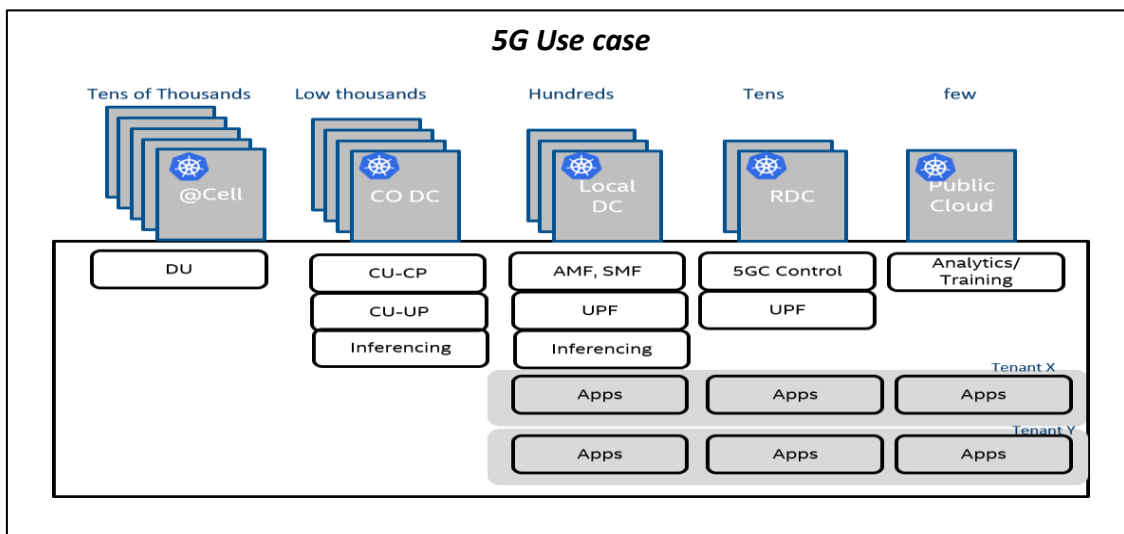 5G Use case
Tens of Thousands
Low thousands
Hundreds
Tens
few
@Cell
CO DC
Local
DC
RDC
Public
Cloud
DU
CU-CP
AMF, SMF
5GC Control
Analytics/
Training
CU-UP
UPF
UPF
Inferencing
Inferencing
Tenant X
Apps
Apps
Apps
Tenant Y
Apps
Apps
Apps